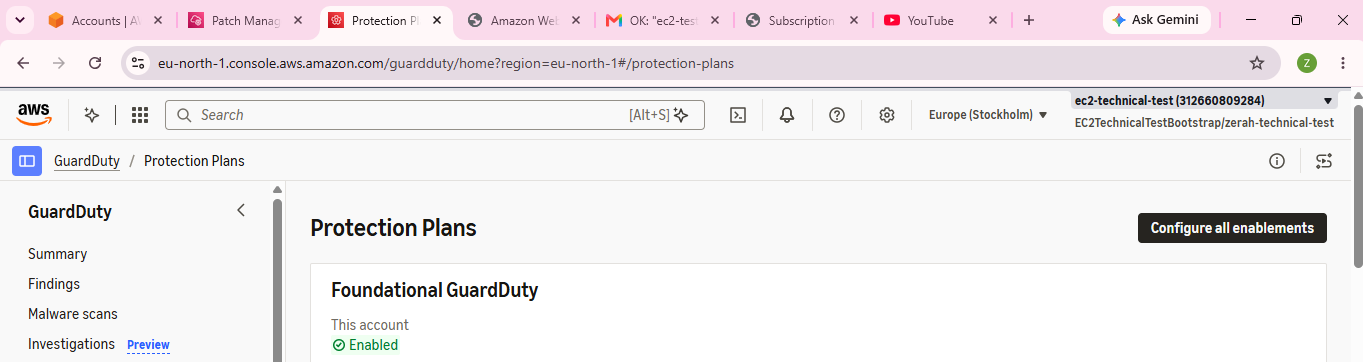 Accounts | A
Patch Manag
Protection Pl
Amazon Web
OK: "ec2-test
Subscription
YouTube
Ask Gemini
eu-north-1.console.aws.amazon.com/guardduty/home?region=eu-north-1#/protection-plans
Z
aws
Search
[Alt+S]
Europe (Stockholm)
ec2-technical-test (312660809284)
EC2TechnicalTestBootstrap/zerah-technical-test
GuardDuty / Protection Plans
GuardDuty
Summary
Findings
Malware scans
Investigations Preview
Protection Plans
Configure all enablements
Foundational GuardDuty
This account
Enabled